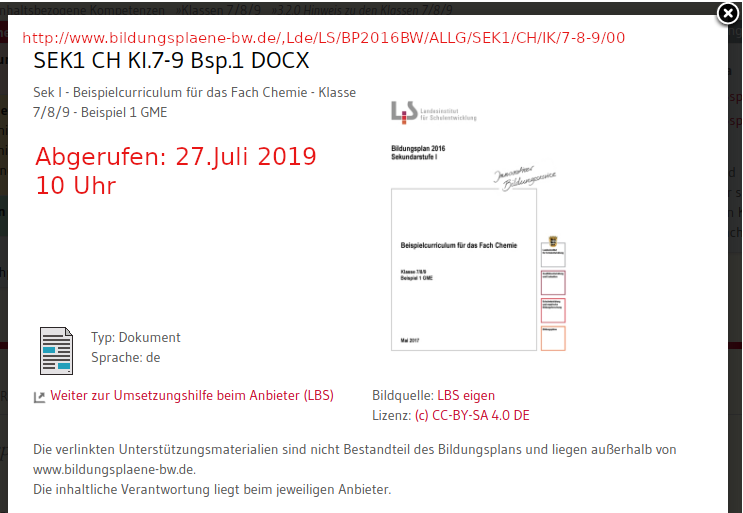 nhaltsbezogene Kompetenzen »Klassen 7/8/9 »3.2.0 Hinweis zu den Klassen 7/8/9
http://www.bildungsplaene-bw.de/,Lde/LS/BP2016BW/ALLG/SEK1/CH/IK/7-8-9/00
SEK1 CH Kl.7-9 Bsp.1 DOCX
Sek I - Beispielcurriculum für das Fach Chemie - Klasse
7/8/9 - Beispiel 1 GME
Abgerufen: 27.Juli 2019
10 Uhr
LS Landesinstitut
für Schulentwicklung
Bildungsplan 2016
Sekundarstufe I
Innovativer
Bildungsservice
Beispielcurriculum für das Fach Chemie
Klasse 7/8/9
Beispiel 1 GME
Mai 2017
Typ: Dokument
Sprache: de
Weiter zur Umsetzungshilfe beim Anbieter (LBS)
Bildquelle: LBS eigen
Lizenz: (c) CC-BY-SA 4.0 DE
Die verlinkten Unterstützungsmaterialien sind nicht Bestandteil des Bildungsplans und liegen außerhalb von
www.bildungsplaene-bw.de.
Die inhaltliche Verantwortung liegt beim jeweiligen Anbieter.